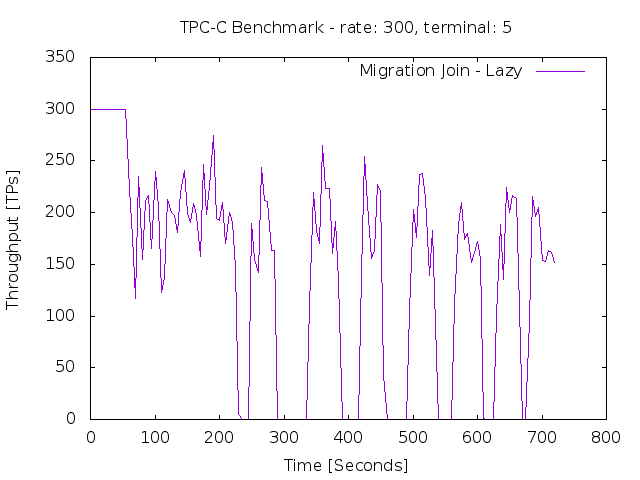 TPC-C Benchmark - rate: 300, terminal: 5
Migration Join - Lazy
Throughput [TPs]
350
300
250
200
150
100
50
0
0 100 200 300 400 500 600 700 800
Time [Seconds]